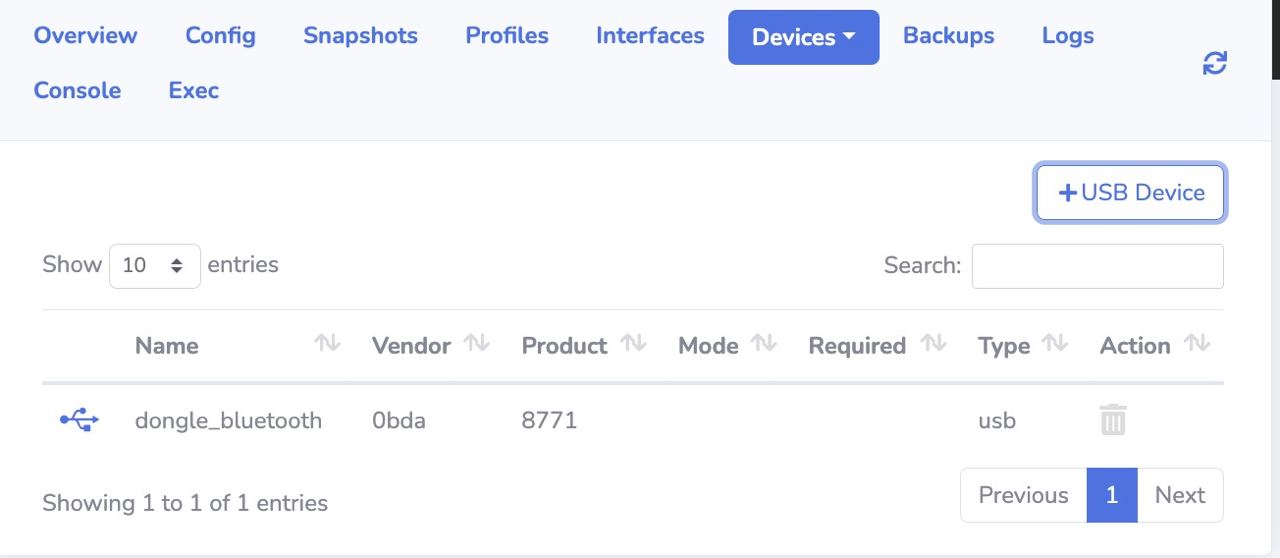 Overview Config Snapshots Profiles Interfaces Devices Backups Logs
Console Exec
+USB Device
Show 10 entries Search:
Name Vendor Product Mode Required Type Action
dongle_bluetooth 0bda 8771 usb
Showing 1 to 1 of 1 entries Previous 1 Next